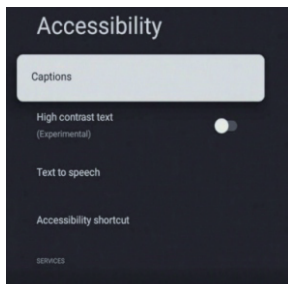 Accessibility
Captions
High contrast text
(Experimental)
Text to speech
Accessibility shortcut
SERVICES